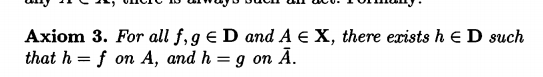 Axiom 3. For all f, g ∈ D and A ∈ X, there exists h ∈ D such
that h = f on A, and h = g on Ā.